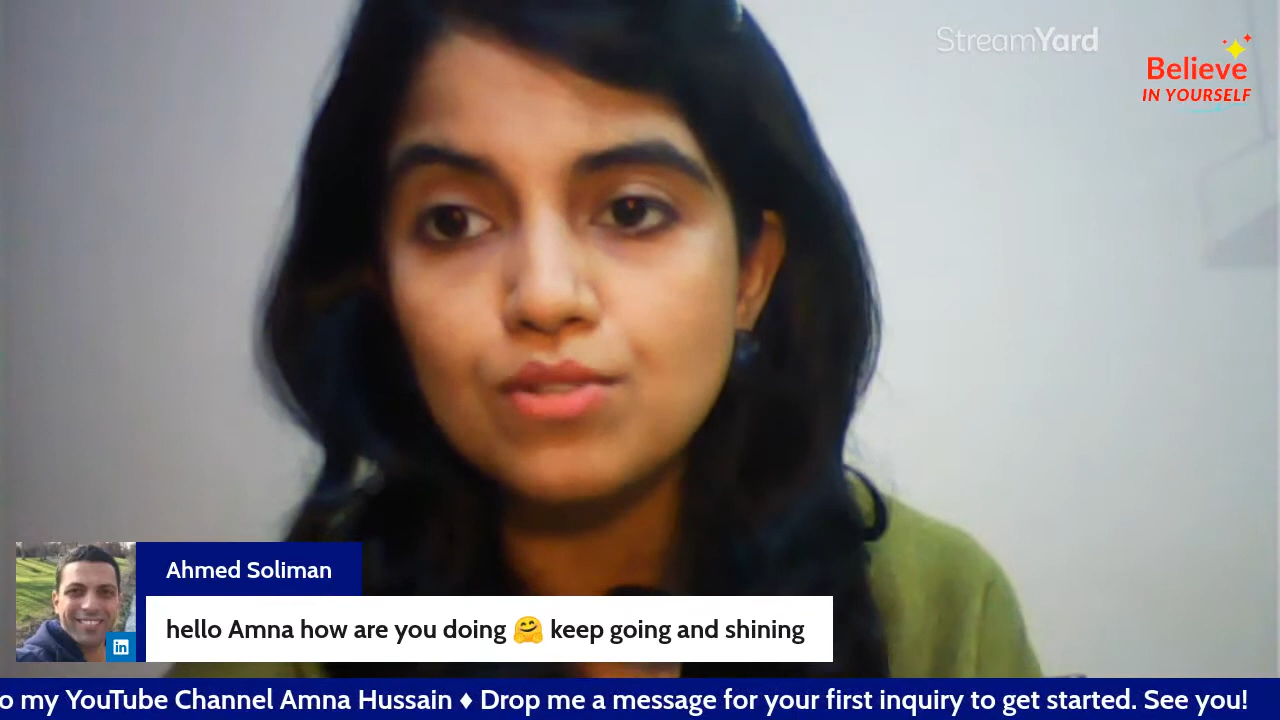 StreamYard
Believe
IN YOURSELF
Ahmed Soliman
hello Amna how are you doing 🤗 keep going and shining
in
o my YouTube Channel Amna Hussain ♦ Drop me a message for your first inquiry to get started. See you!